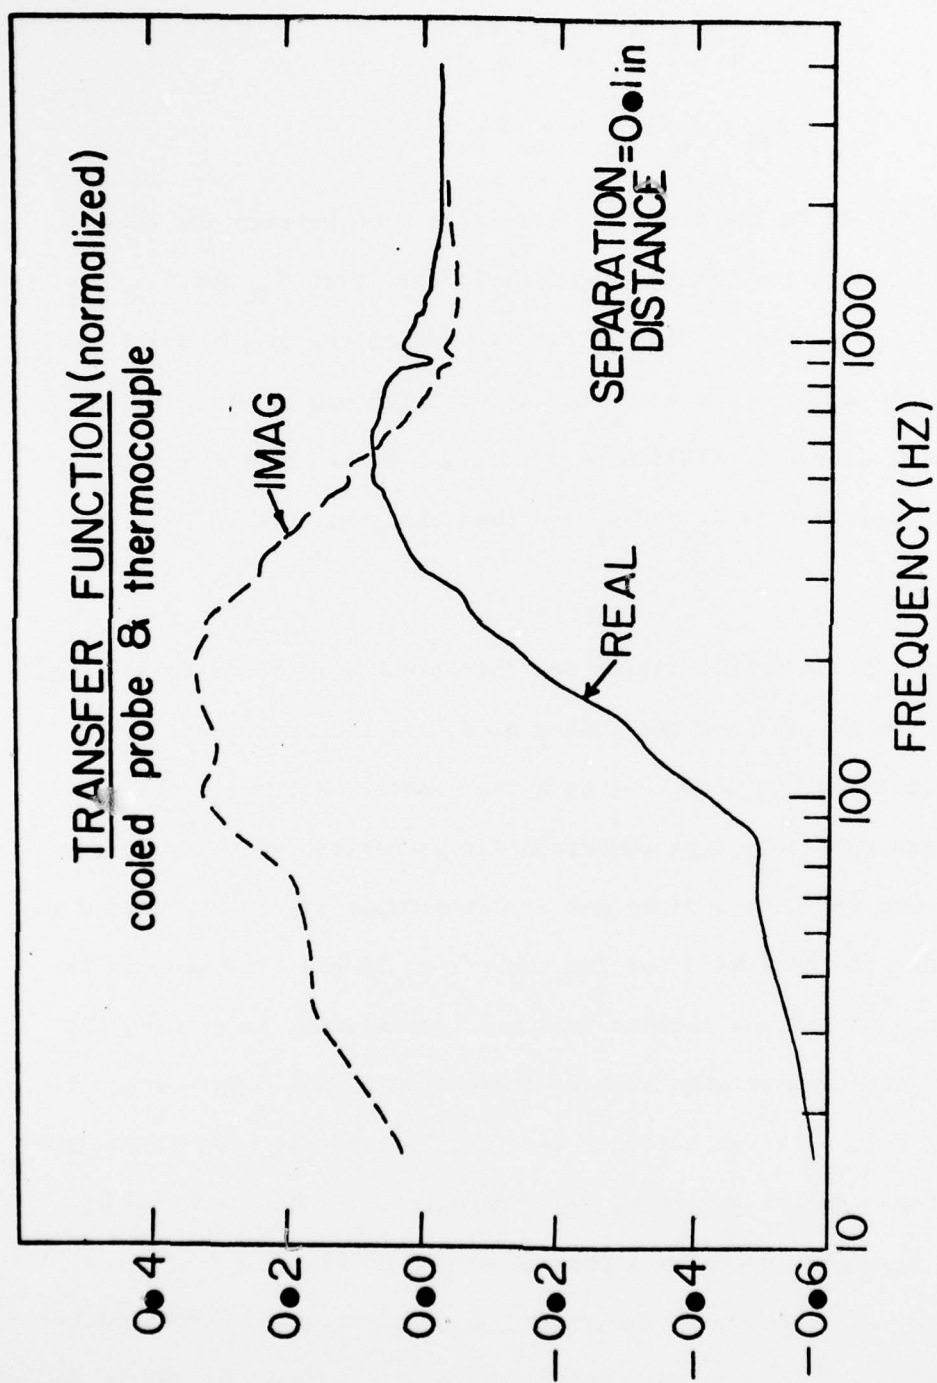 TRANSFER FUNCTION (normalized)
cooled probe & thermocouple
IMAG
REAL
SEPARATION = 0.1 in
DISTANCE
0.4
0.2
0.0
-0.2
-0.4
-0.6
10
100
1000
FREQUENCY (HZ)